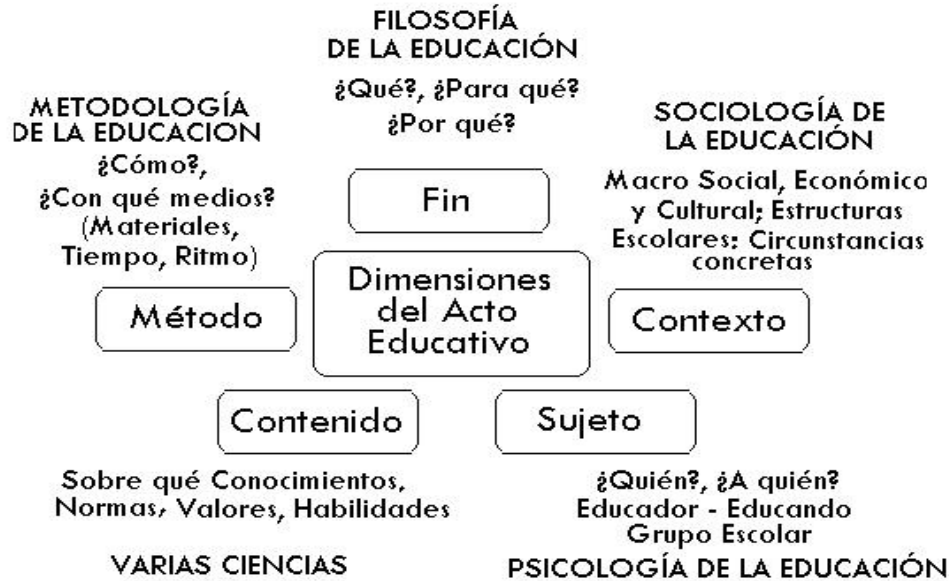 FILOSOFÍA
DE LA EDUCACIÓN
¿Qué?, ¿Para qué?
¿Por qué?
Fin
METODOLOGÍA
DE LA EDUCACION
¿Cómo?,
¿Con qué medios?
(Materiales,
Tiempo, Ritmo)
Método
SOCIOLOGÍA DE
LA EDUCACIÓN
Macro Social, Económico
y Cultural; Estructuras
Escolares: Circunstancias
concretas
Contexto
Dimensiones
del Acto
Educativo
Contenido
Sobre qué Conocimientos,
Normas, Valores, Habilidades
VARIAS CIENCIAS
Sujeto
¿Quién?, ¿A quién?
Educador - Educando
Grupo Escolar
PSICOLOGÍA DE LA EDUCACIÓN